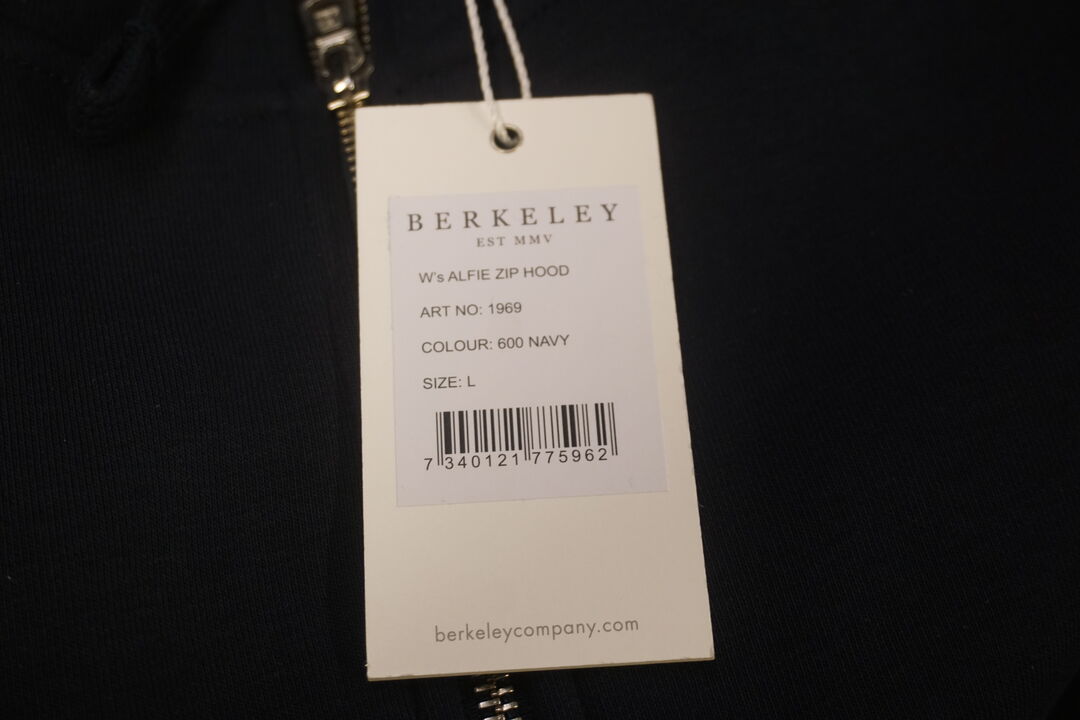 BERKELEY
EST MMV
W's ALFIE ZIP HOOD
ART NO: 1969
COLOUR: 600 NAVY
SIZE: L
7 340121 775962
berkeleycompany.com